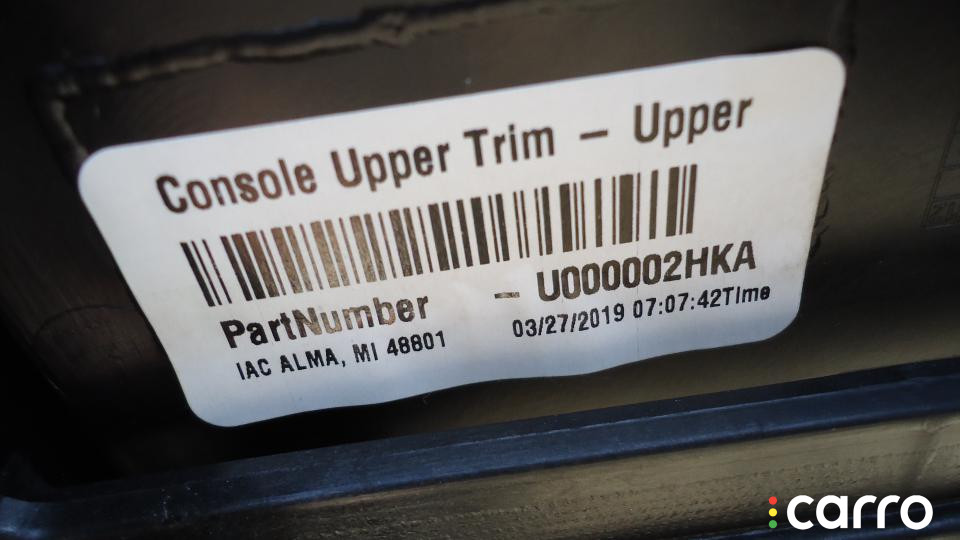 Console Upper Trim – Upper
PartNumber – U000002HKA
IAC ALMA, MI 48801 03/27/2019 07:07:42TIme
carro